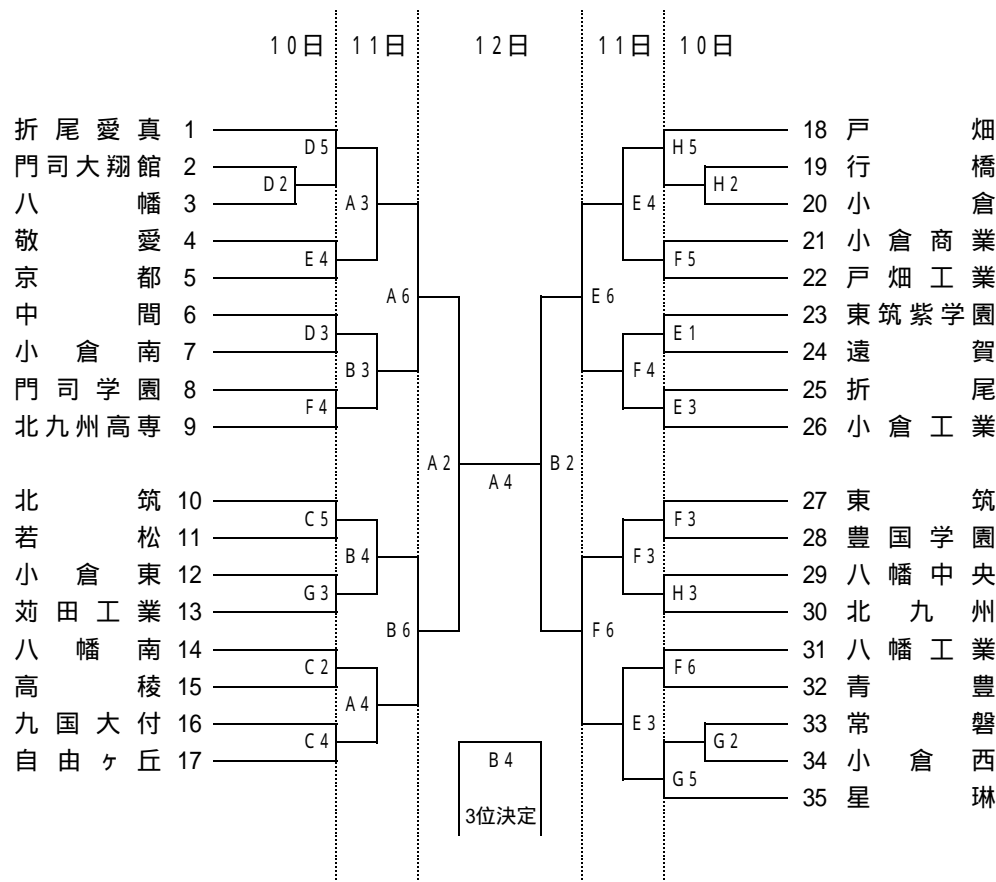 10日 11日 12日 11日 10日
折尾愛真 1
門司大翔館 2
八幡 3
敬愛 4
京都 5
中間 6
小倉南 7
門司学園 8
北九州高専 9
北筑 10
若松 11
小倉東 12
苅田工業 13
八幡南 14
高稜 15
九国大付 16
自由ヶ丘 17
D5
D2
A3
E4
A6
D3
B3
F4
A2
C5
B4
G3
B6
C2
A4
C4
A4
B4
3位決定
B2
H5
H2
E4
F5
E6
E1
F4
E3
F3
F3
H3
F6
F6
E3
G2
G5
18 戸畑
19 行橋
20 小倉
21 小倉商業
22 戸畑工業
23 東筑紫学園
24 遠賀
25 折尾
26 小倉工業
27 東筑
28 豊国学園
29 八幡中央
30 北九州
31 八幡工業
32 青豊
33 常磐
34 小倉西
35 星琳